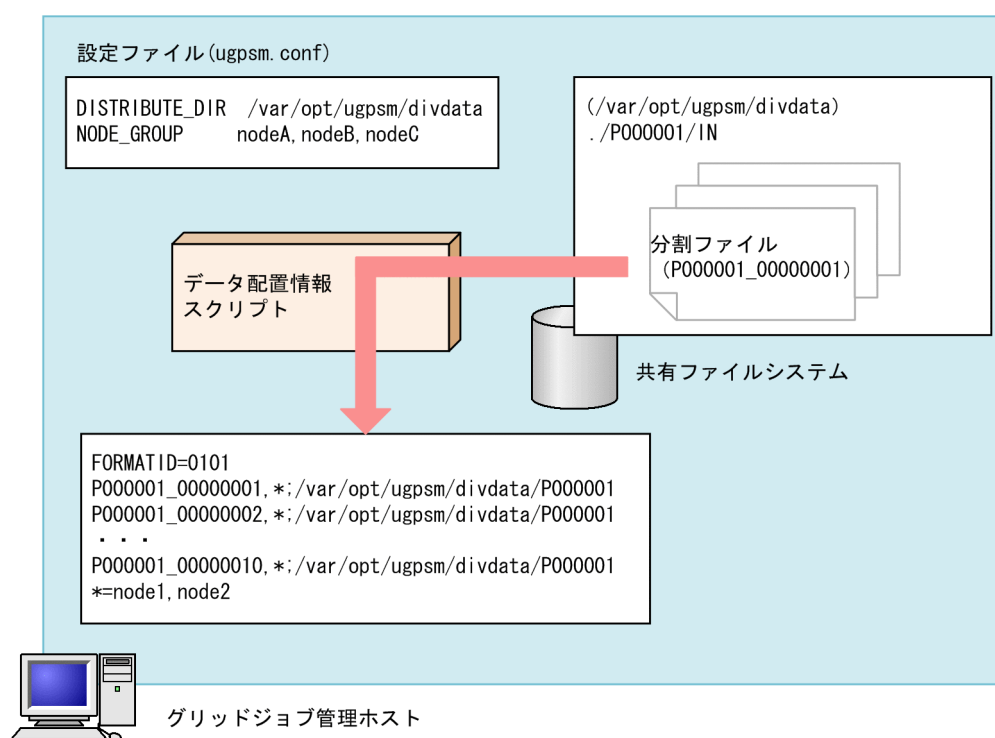 設定ファイル(ugpsm.conf)
DISTRIBUTE_DIR /var/opt/ugpsm/divdata
NODE_GROUP nodeA,nodeB,nodeC
(/var/opt/ugpsm/divdata)
./P000001/IN
分割ファイル
(P000001_00000001)
データ配置情報
スクリプト
共有ファイルシステム
FORMATID=0101
P000001_00000001,*;/var/opt/ugpsm/divdata/P000001
P000001_00000002,*;/var/opt/ugpsm/divdata/P000001
・・・
P000001_00000010,*;/var/opt/ugpsm/divdata/P000001
*=node1,node2
グリッドジョブ管理ホスト